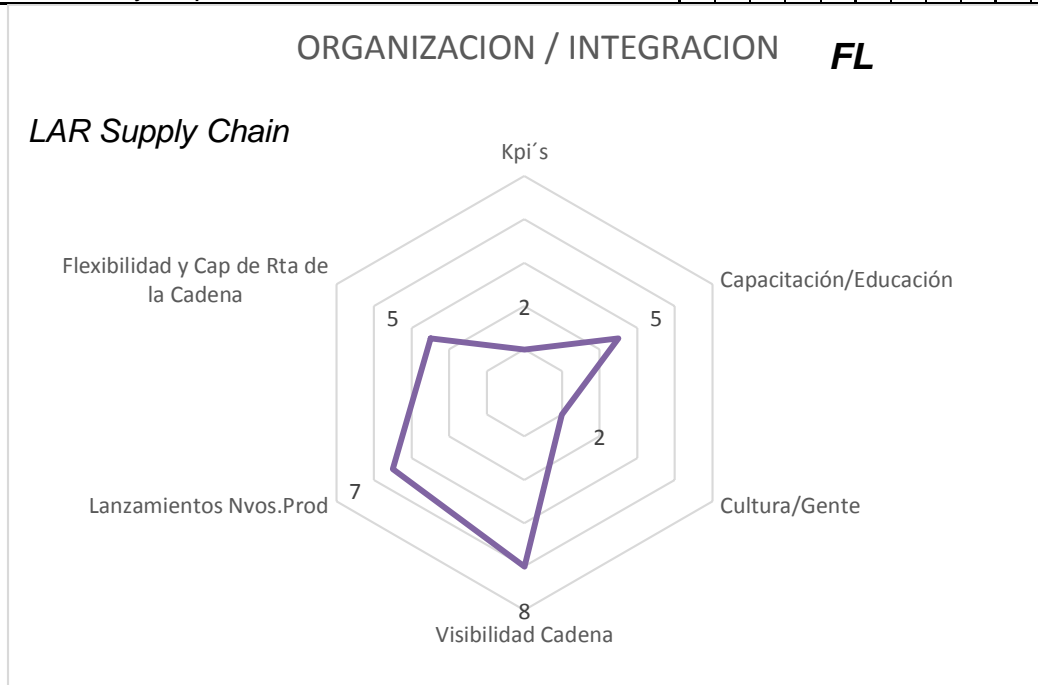 ORGANIZACION / INTEGRACION FL
LAR Supply Chain
Kpi´s
Flexibilidad y Cap de Rta de
la Cadena
Capacitación/Educación
2
5
5
2
Lanzamientos Nvos.Prod
7
Cultura/Gente
8
Visibilidad Cadena